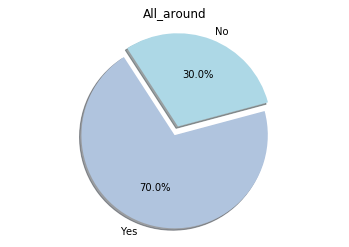 All_around
No
30.0%
70.0%
Yes